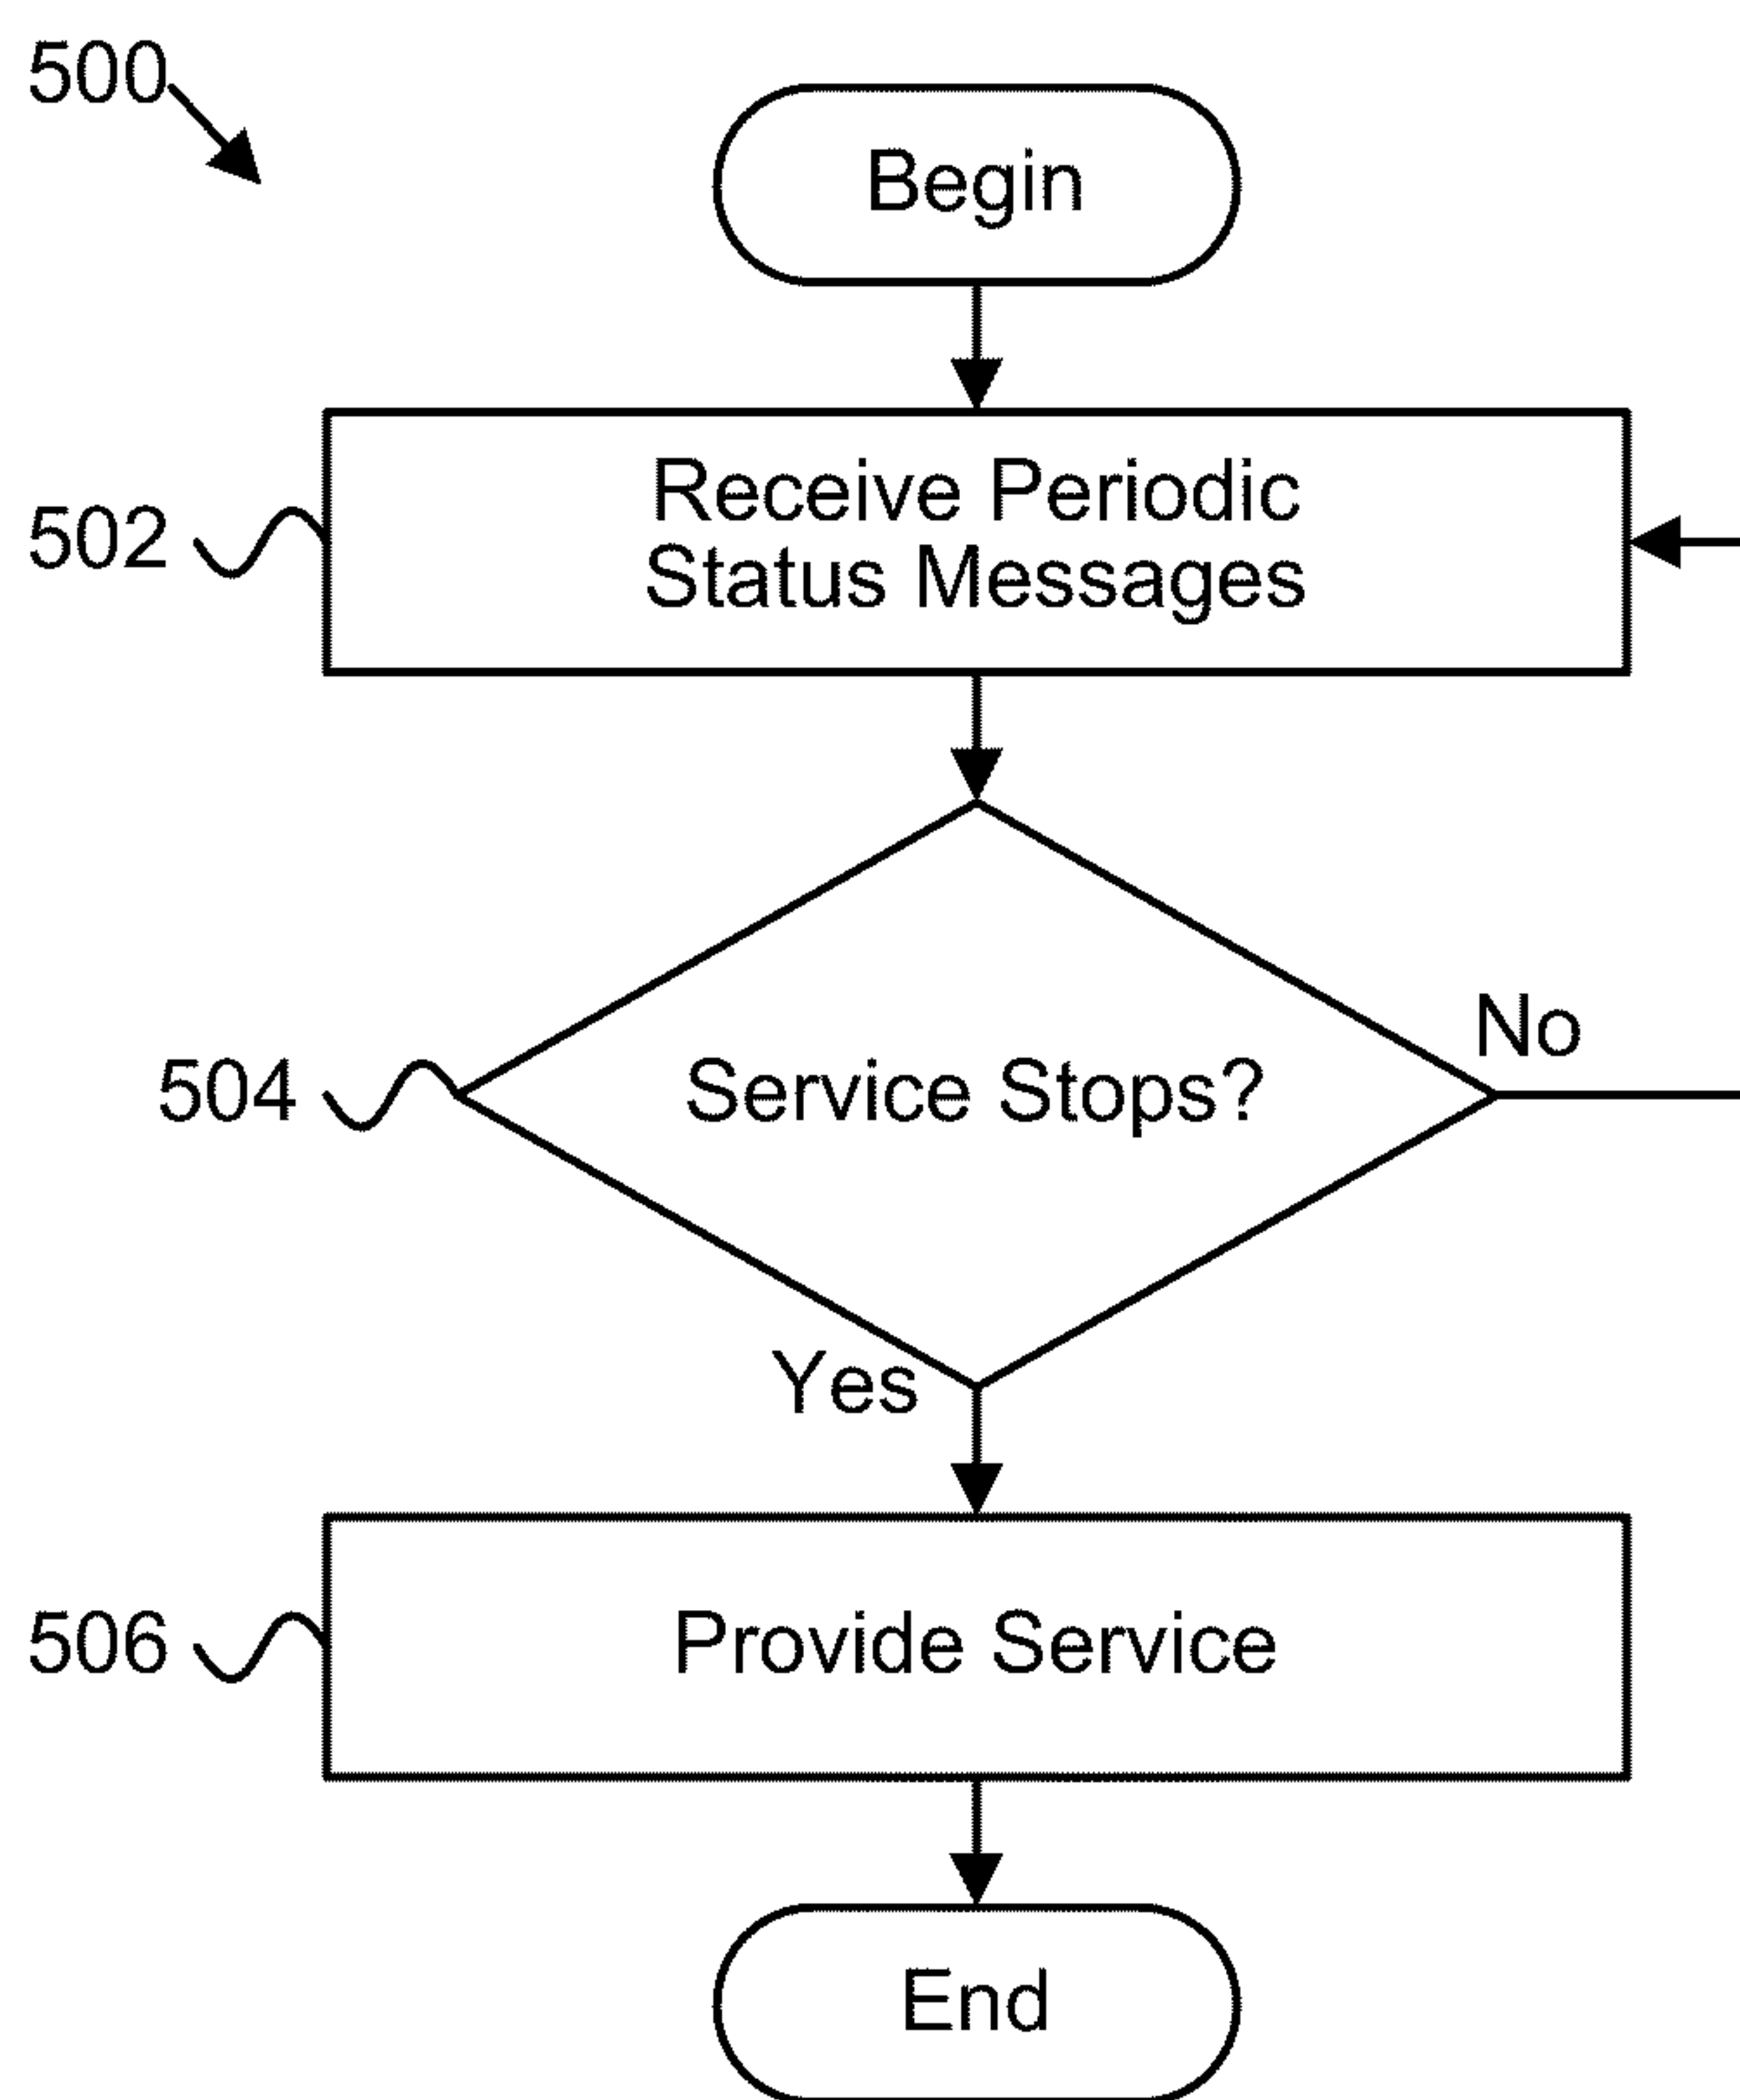 500
Begin
502
Receive Periodic
Status Messages
504
Service Stops?
No
Yes
506
Provide Service
End